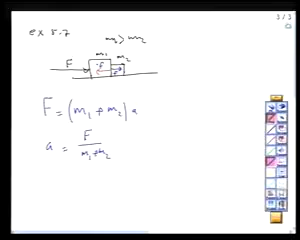 3 / 3
ex 5.7
m₁ > m₂
m₁ m₂
F
F = (m₁ + m₂) a
a = F / (m₁+m₂)